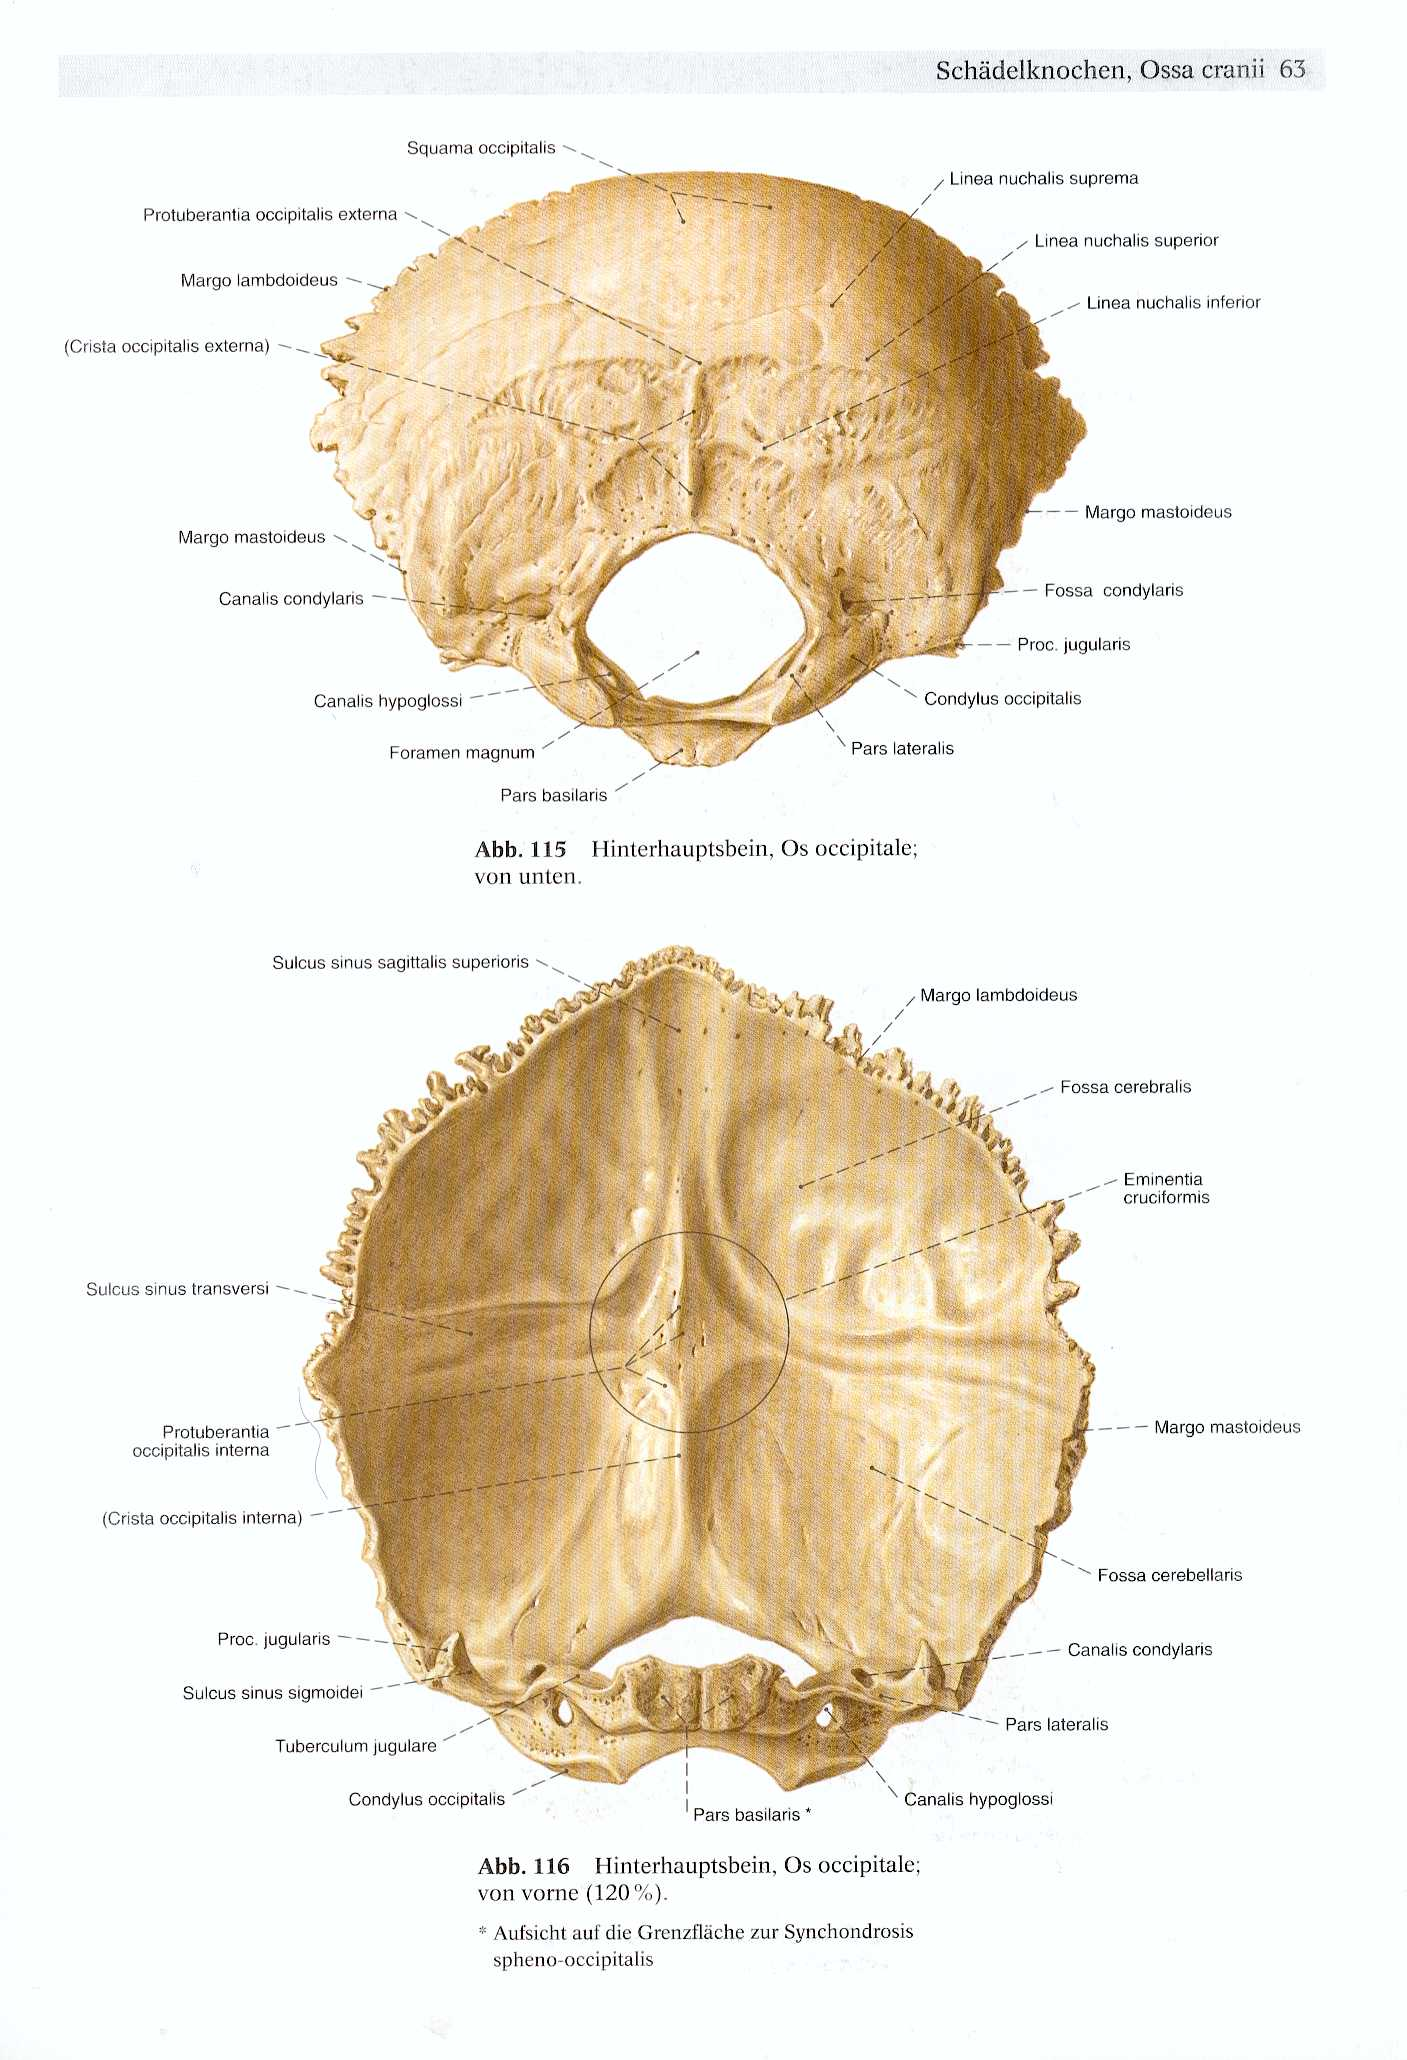 Schädelknochen, Ossa cranii 63
Squama occipitalis
Linea nuchalis suprema
Protuberantia occipitalis externa
Linea nuchalis superior
Margo lambdoideus
Linea nuchalis inferior
(Crista occipitalis externa)
Margo mastoideus
Margo mastoideus
Canalis condylaris
Fossa condylaris
Proc. jugularis
Canalis hypoglossi
Condylus occipitalis
Foramen magnum
Pars lateralis
Pars basilaris
Abb. 115 Hinterhauptsbein, Os occipitale;
von unten.
Sulcus sinus sagittalis superioris
Margo lambdoideus
Fossa cerebralis
Eminentia
cruciformis
Sulcus sinus transversi
Protuberantia
occipitalis interna
Margo mastoideus
(Crista occipitalis interna)
Fossa cerebellaris
Proc. jugularis
Canalis condylaris
Sulcus sinus sigmoidei
Pars lateralis
Tuberculum jugulare
Condylus occipitalis
Canalis hypoglossi
Pars basilaris *
Abb. 116 Hinterhauptsbein, Os occipitale;
von vorne (120 %).
* Aufsicht auf die Grenzfläche zur Synchondrosis
spheno-occipitalis